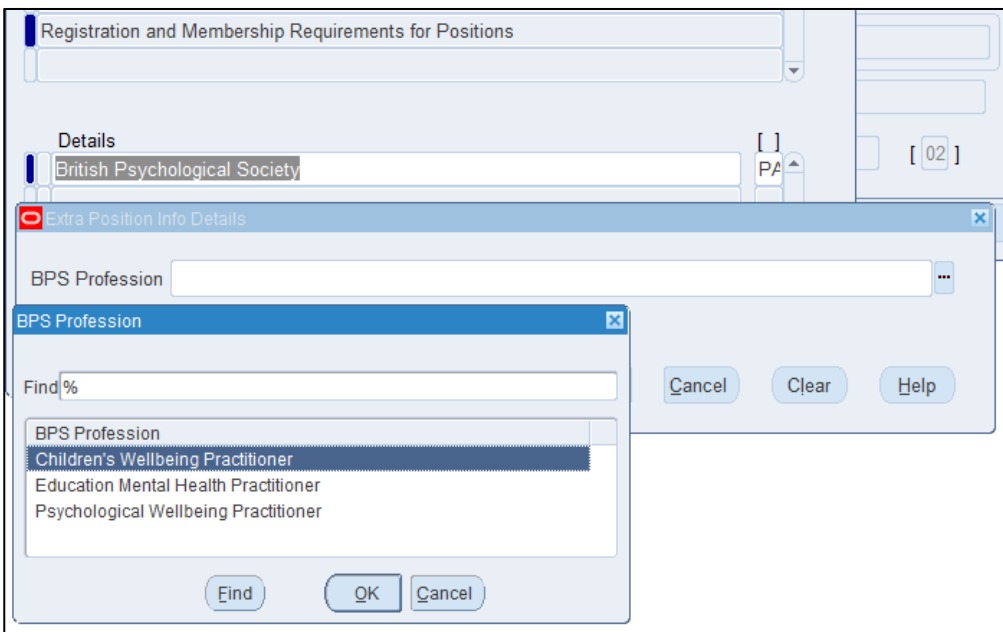 Registration and Membership Requirements for Positions
Details [ ]
British Psychological Society PA [ 02 ]
Extra Position Info Details
BPS Profession ...
BPS Profession
Find %
Cancel Clear Help
BPS Profession
Children's Wellbeing Practitioner
Education Mental Health Practitioner
Psychological Wellbeing Practitioner
Find OK Cancel